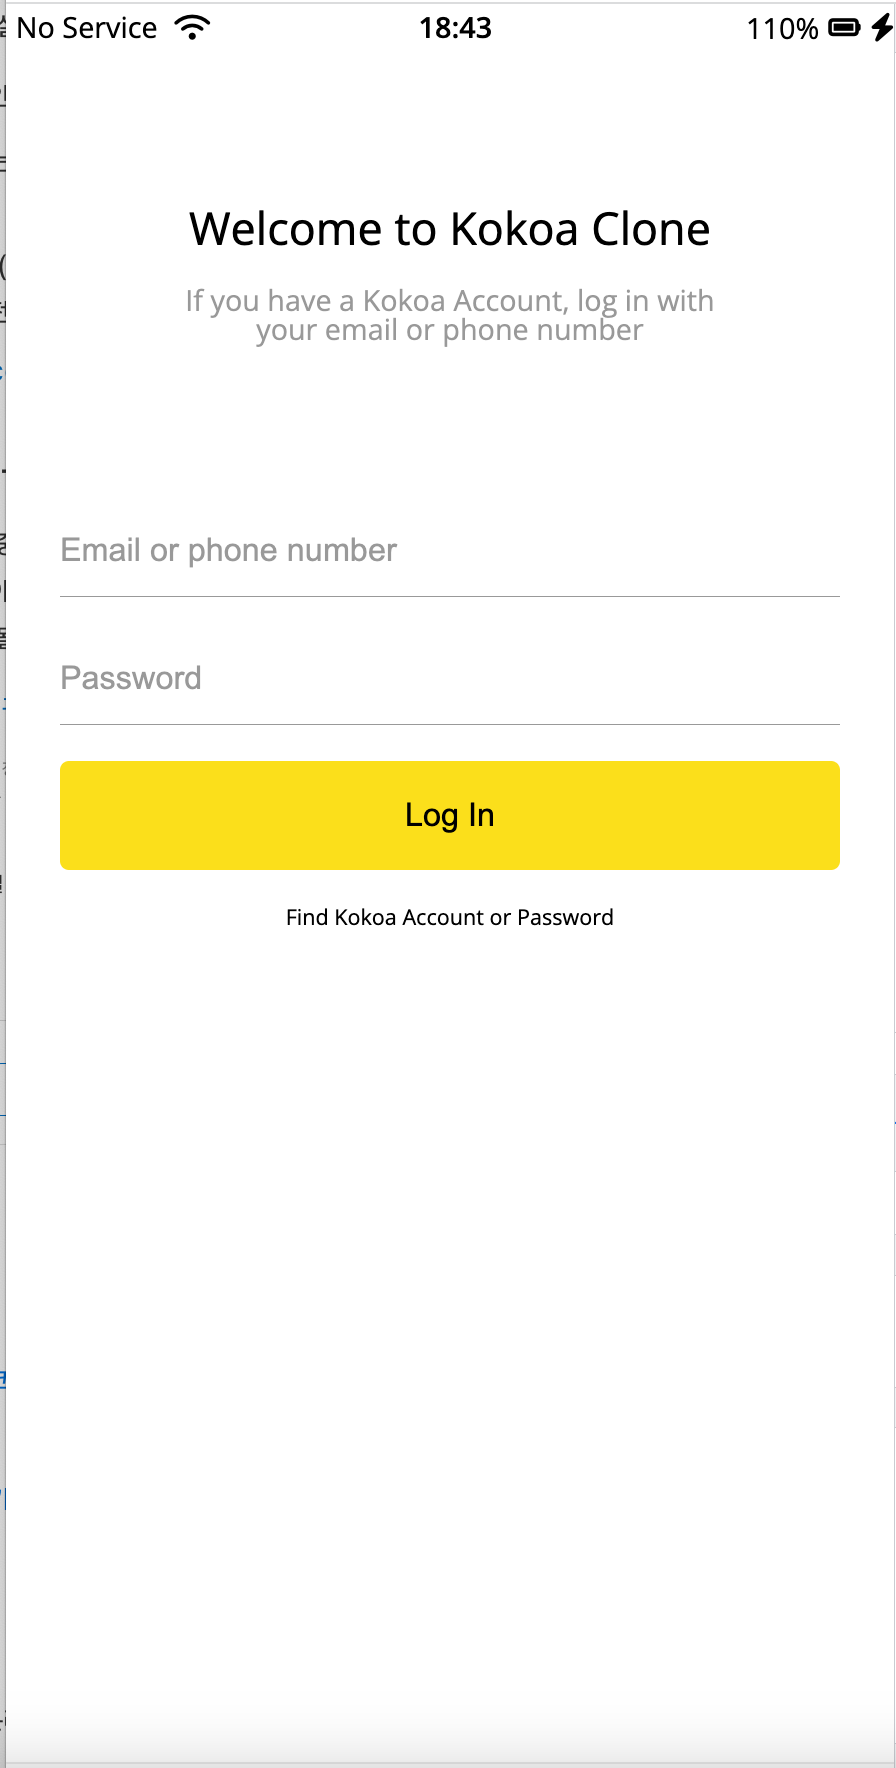 No Service 18:43 110%
Welcome to Kokoa Clone
If you have a Kokoa Account, log in with
your email or phone number
Email or phone number
Password
Log In
Find Kokoa Account or Password